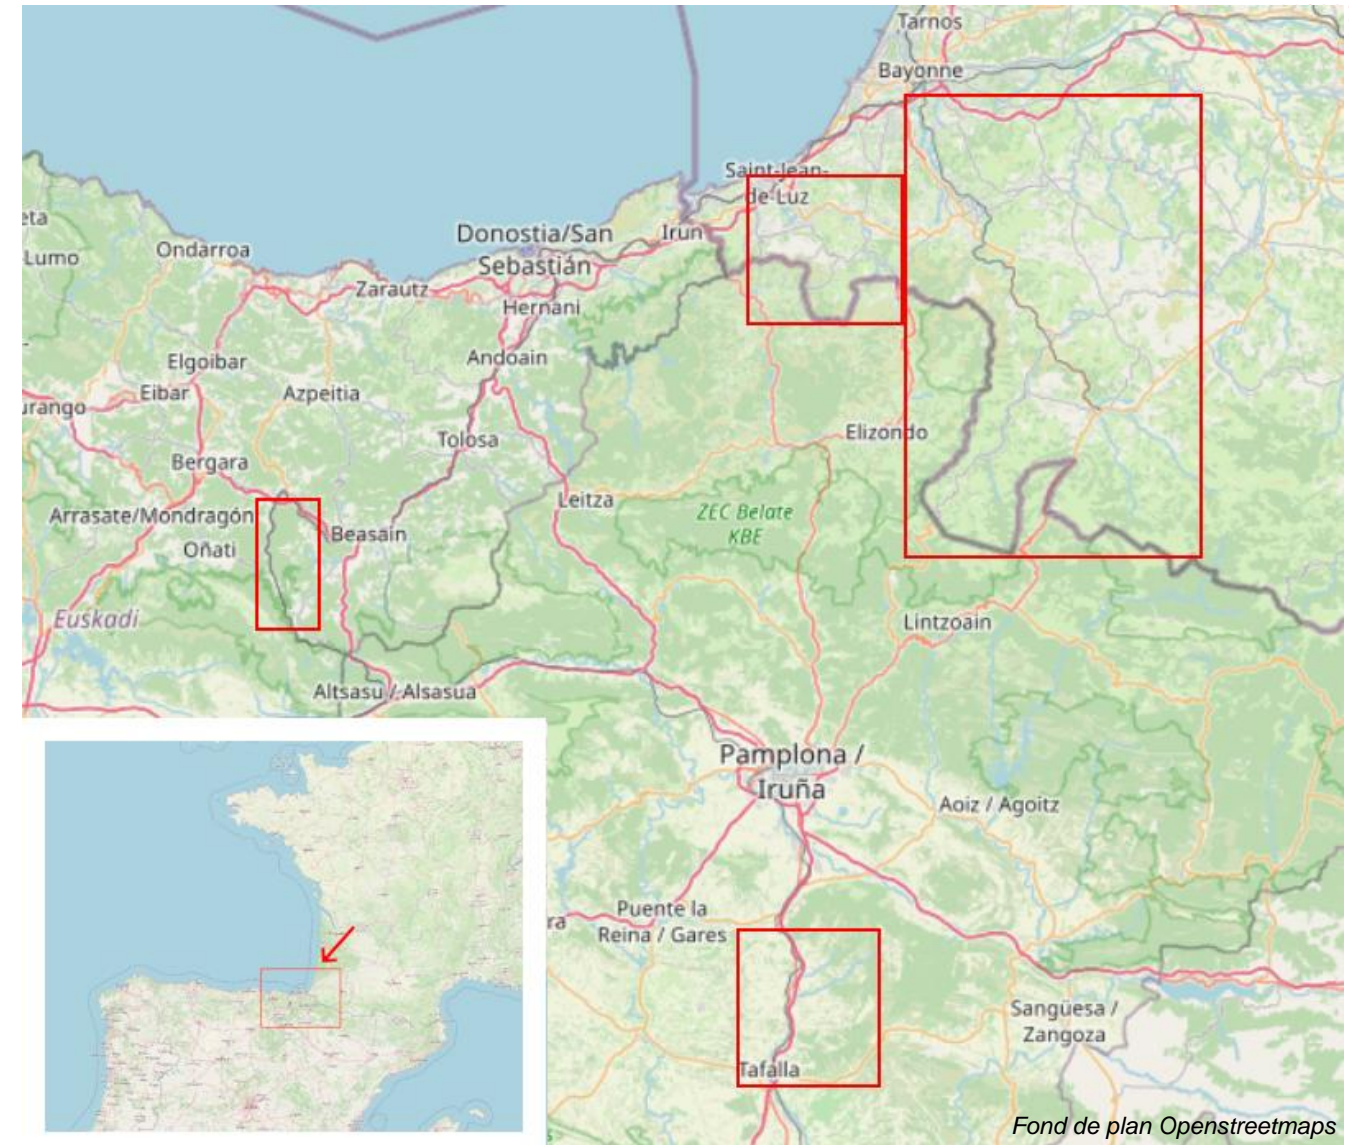 Tarnos
Bayonne
Saint-Jean-
de-Luz
eta
Lumo
Ondarroa
Donostia/San
Sebastián
Irun
Zarautz
Hernani
Elgoibar
Andoain
Eibar
Azpeitia
urango
Tolosa
Elizondo
Bergara
Leitza
Arrasate/Mondragón
ZEC Belate
KBE
Beasain
Oñati
Euskadi
Lintzoain
Altsasu / Alsasua
Pamplona /
Iruña
Aoiz / Agoitz
Puente la
Reina / Gares
ra
Sangüesa /
Zangoza
Tafalla
Fond de plan Openstreetmaps